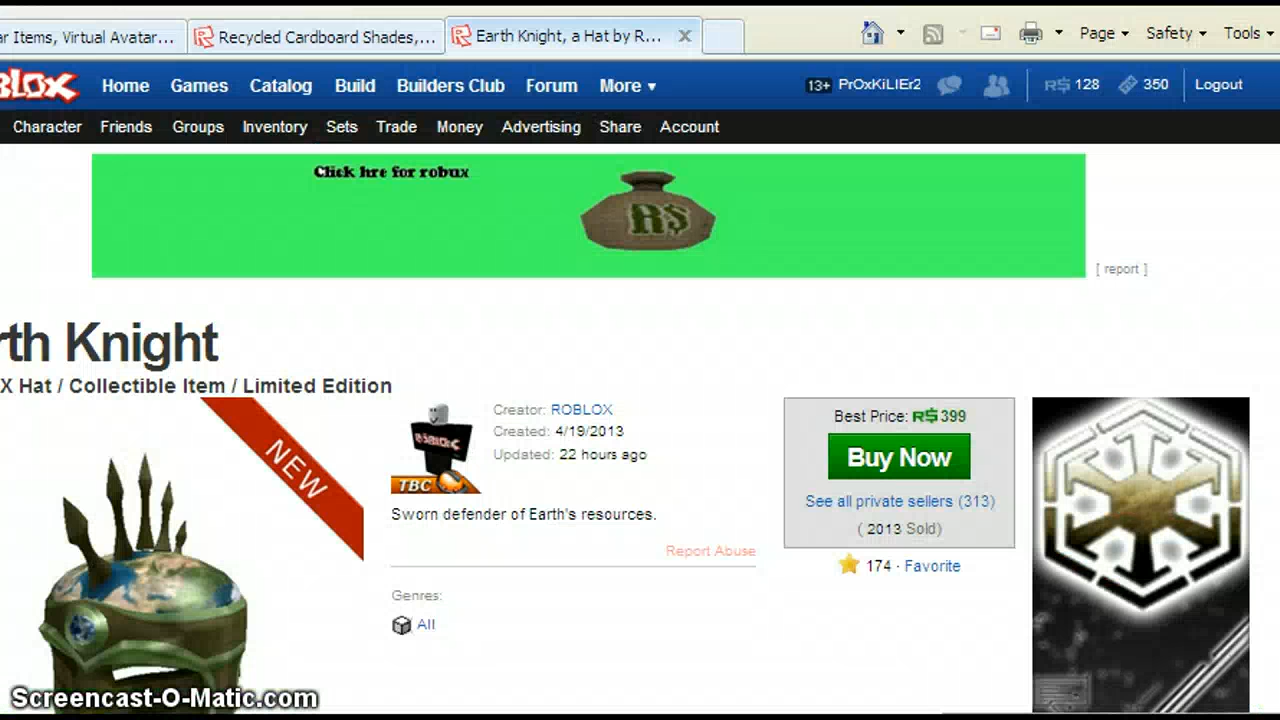 ar Items, Virtual Avatar... Recycled Cardboard Shades,... Earth Knight, a Hat by R... Page Safety Tools
BLOX Home Games Catalog Build Builders Club Forum More 13+ PrOxKiLlEr2 R$ 128 350 Logout
Character Friends Groups Inventory Sets Trade Money Advertising Share Account
Click hre for robux
R$
[ report ]
rth Knight
X Hat / Collectible Item / Limited Edition
NEW
ROBLOX
TBC
Creator: ROBLOX
Created: 4/19/2013
Updated: 22 hours ago
Sworn defender of Earth's resources.
Report Abuse
Genres:
All
Best Price: R$ 399
Buy Now
See all private sellers (313)
( 2013 Sold)
174 - Favorite
Screencast-O-Matic.com